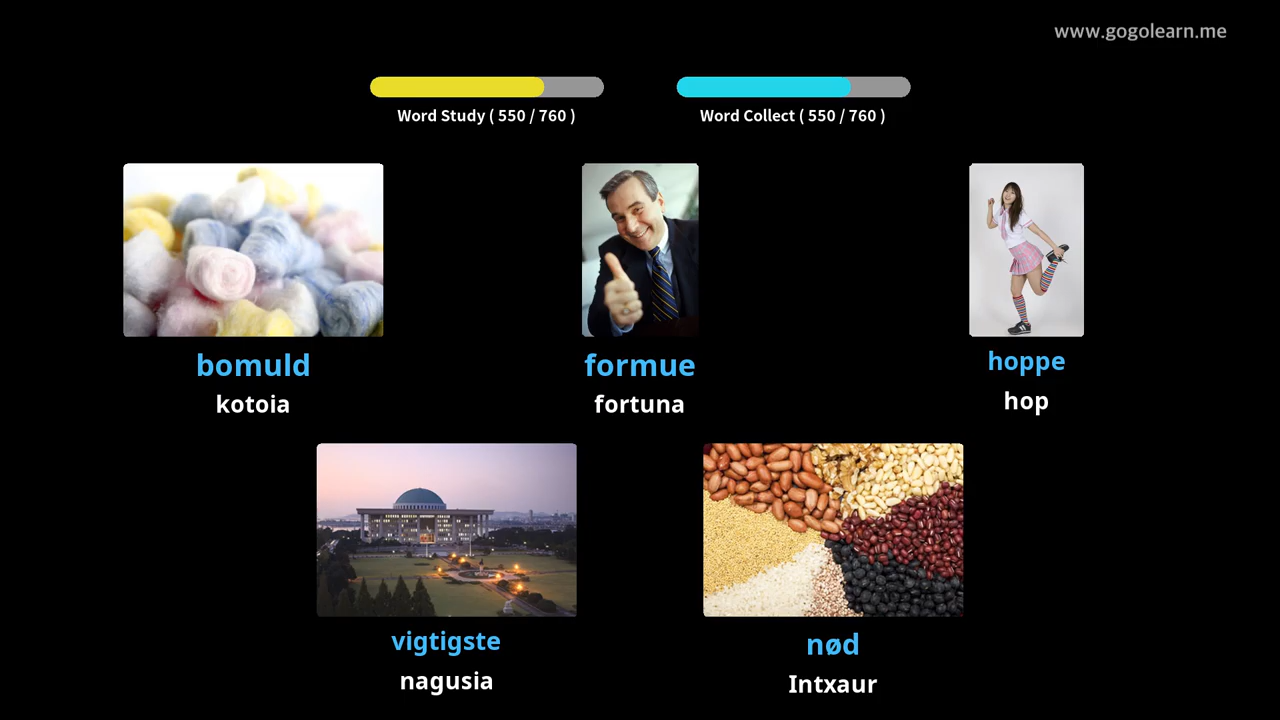 www.gogolearn.me
Word Study ( 550 / 760 )
Word Collect ( 550 / 760 )
bomuld
kotoia
formue
fortuna
hoppe
hop
vigtigste
nagusia
nød
Intxaur